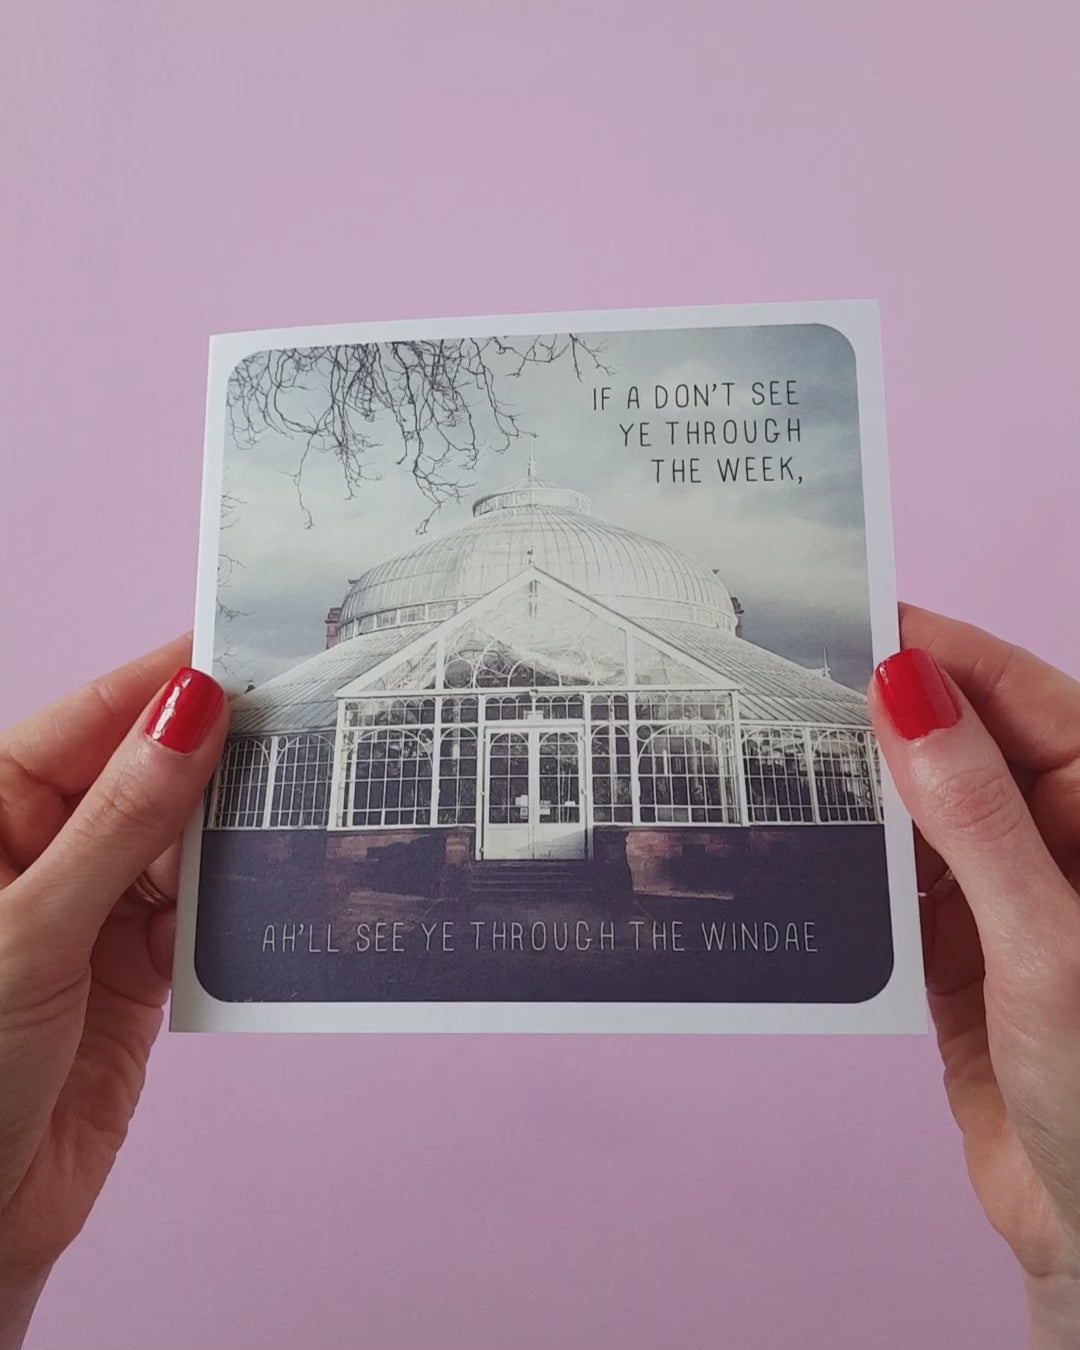 IF A DON'T SEE
YE THROUGH
THE WEEK,
AH'LL SEE YE THROUGH THE WINDAE